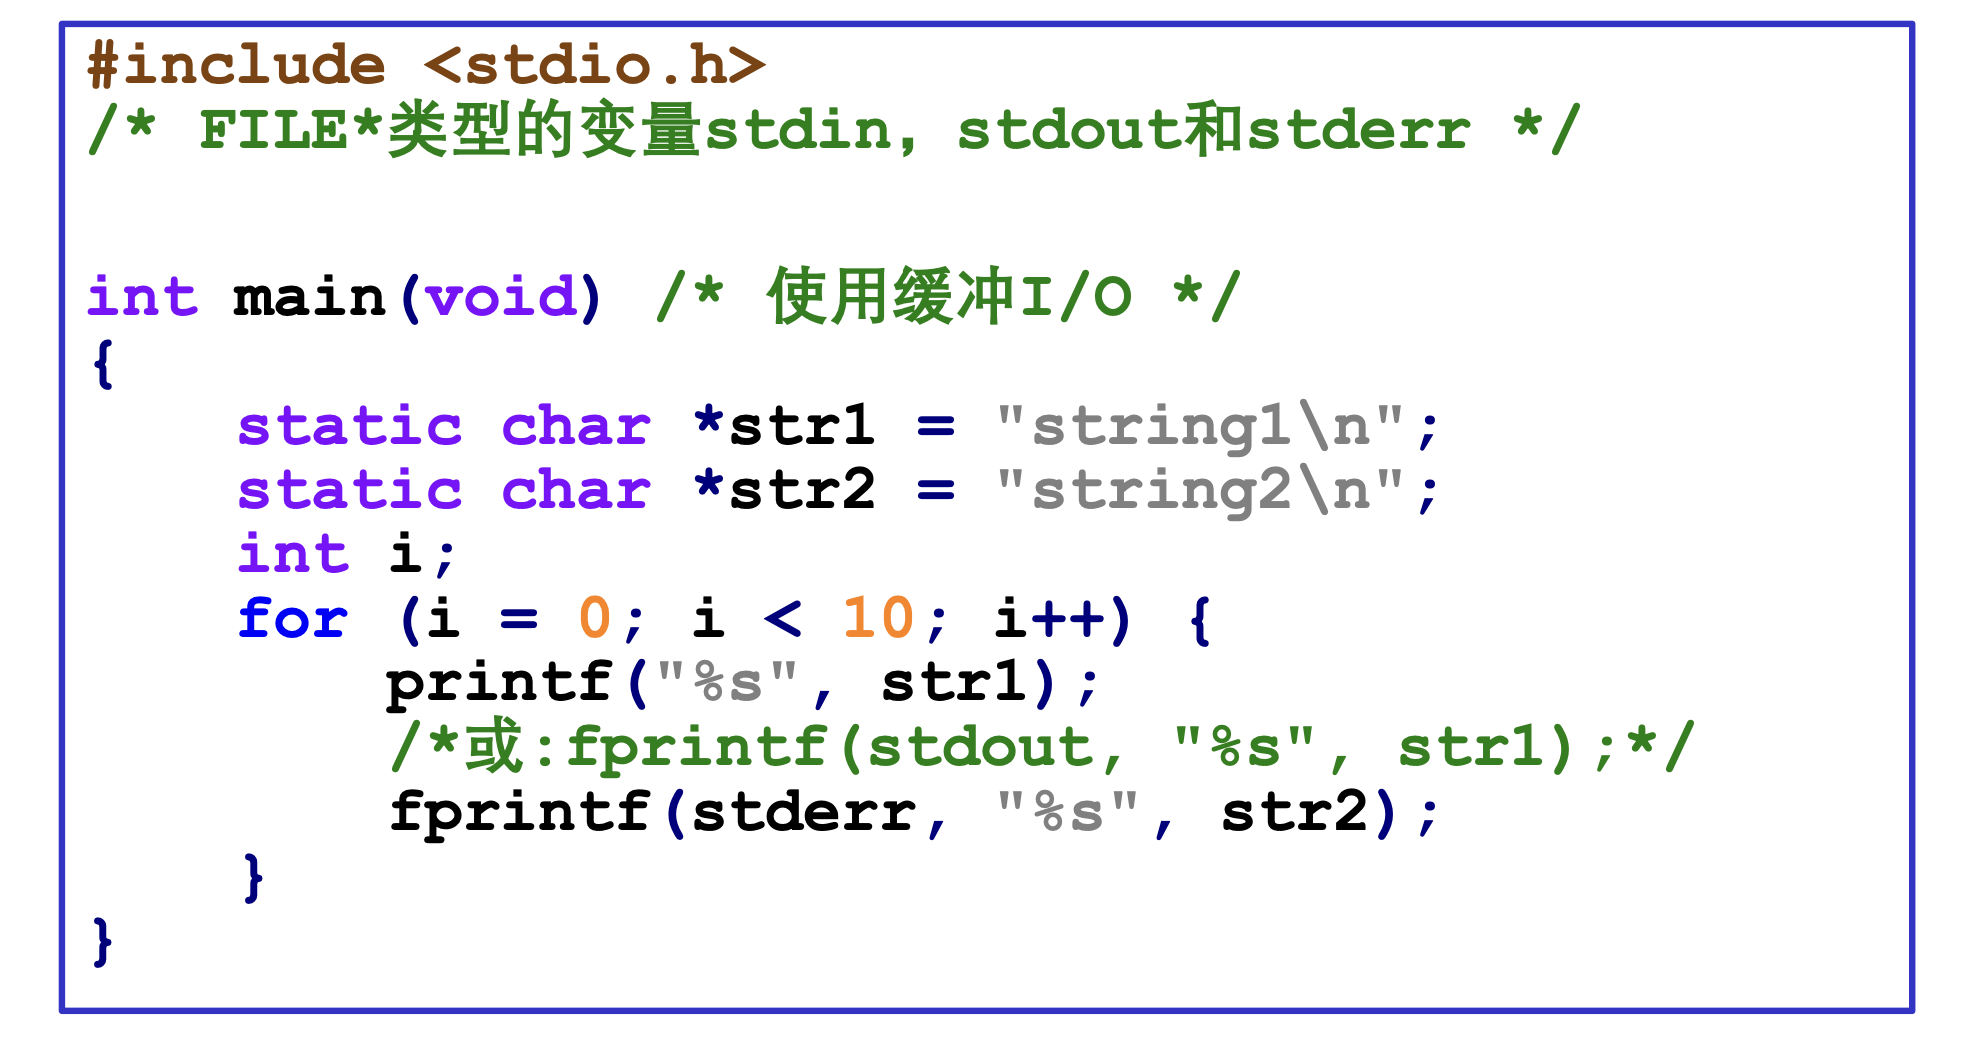 #include <stdio.h>
/* FILE*类型的变量stdin, stdout和stderr */
int main(void) /* 使用缓冲I/O */
{
    static char *str1 = "string1\n";
    static char *str2 = "string2\n";
    int i;
    for (i = 0; i < 10; i++) {
        printf("%s", str1);
        /*或:fprintf(stdout, "%s", str1);*/
        fprintf(stderr, "%s", str2);
    }
}